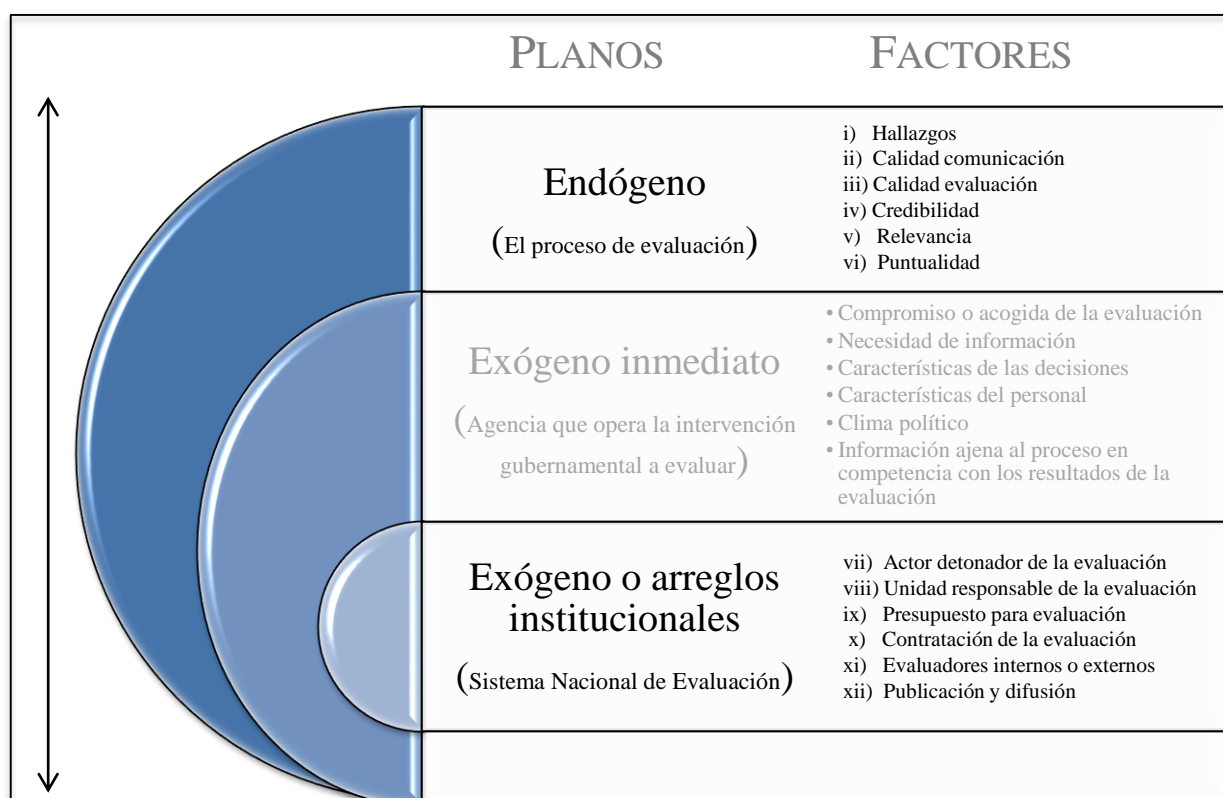 PLANOS FACTORES
Endógeno
(El proceso de evaluación)
i) Hallazgos
ii) Calidad comunicación
iii) Calidad evaluación
iv) Credibilidad
v) Relevancia
vi) Puntualidad
Exógeno inmediato
(Agencia que opera la intervención
gubernamental a evaluar)
• Compromiso o acogida de la evaluación
• Necesidad de información
• Características de las decisiones
• Características del personal
• Clima político
• Información ajena al proceso en
competencia con los resultados de la
evaluación
Exógeno o arreglos
institucionales
(Sistema Nacional de Evaluación)
vii) Actor detonador de la evaluación
viii) Unidad responsable de la evaluación
ix) Presupuesto para evaluación
x) Contratación de la evaluación
xi) Evaluadores internos o externos
xii) Publicación y difusión